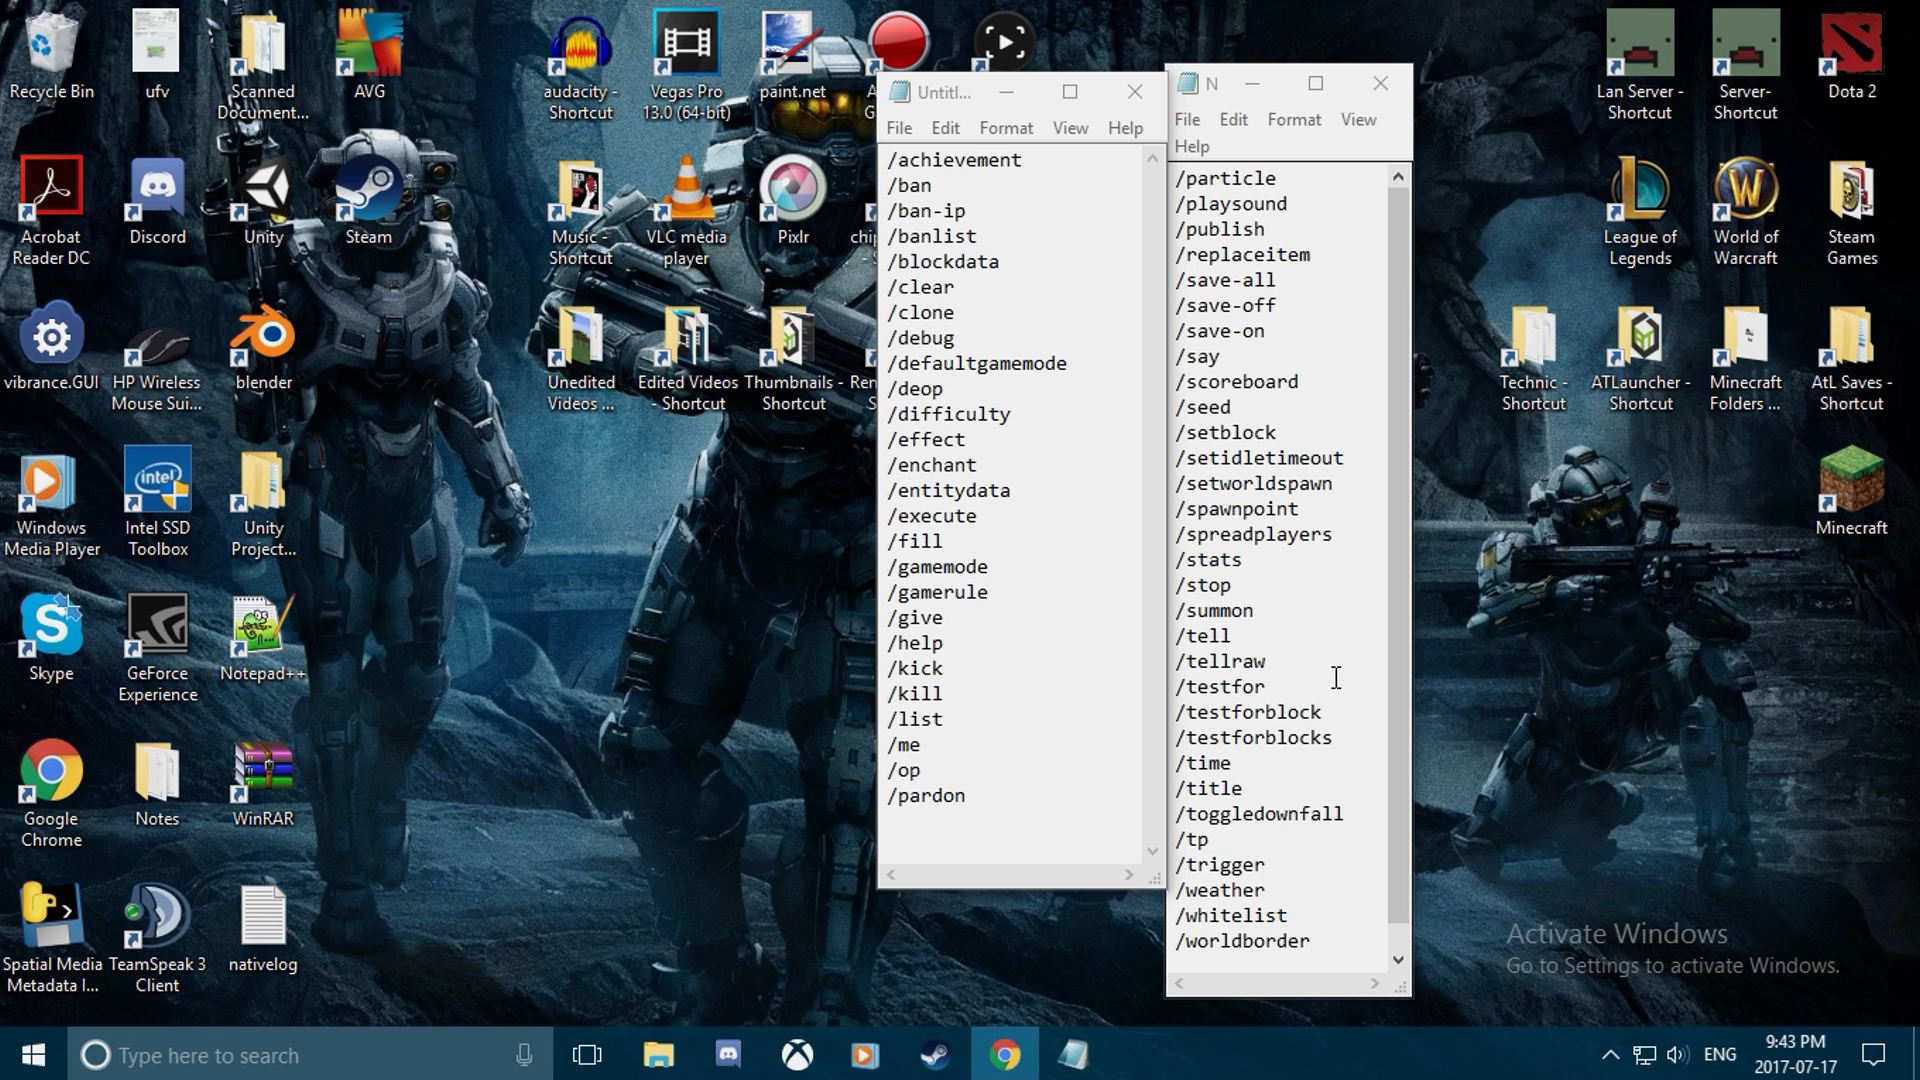 Recycle Bin
ufv
Scanned
Document...
AVG
audacity -
Shortcut
Vegas Pro
13.0 (64-bit)
paint.net
Lan Server -
Shortcut
Server-
Shortcut
Dota 2
Acrobat
Reader DC
Discord
Unity
Steam
Music -
Shortcut
VLC media
player
Pixlr
League of
Legends
World of
Warcraft
Steam
Games
vibrance.GUI
HP Wireless
Mouse Sui...
blender
Unedited
Videos ...
Edited Videos
- Shortcut
Thumbnails -
Shortcut
Technic -
Shortcut
ATLauncher -
Shortcut
Minecraft
Folders ...
AtL Saves -
Shortcut
Windows
Media Player
intel
Intel SSD
Toolbox
Unity
Project...
Minecraft
Skype
GeForce
Experience
Notepad++
Google
Chrome
Notes
WinRAR
Spatial Media
Metadata I...
TeamSpeak 3
Client
nativelog
Untitl...
File Edit Format View Help
/achievement
/ban
/ban-ip
/banlist
/blockdata
/clear
/clone
/debug
/defaultgamemode
/deop
/difficulty
/effect
/enchant
/entitydata
/execute
/fill
/gamemode
/gamerule
/give
/help
/kick
/kill
/list
/me
/op
/pardon
N
File Edit Format View
Help
/particle
/playsound
/publish
/replaceitem
/save-all
/save-off
/save-on
/say
/scoreboard
/seed
/setblock
/setidletimeout
/setworldspawn
/spawnpoint
/spreadplayers
/stats
/stop
/summon
/tell
/tellraw
/testfor
/testforblock
/testforblocks
/time
/title
/toggledownfall
/tp
/trigger
/weather
/whitelist
/worldborder
Activate Windows
Go to Settings to activate Windows.
Type here to search
ENG
9:43 PM
2017-07-17